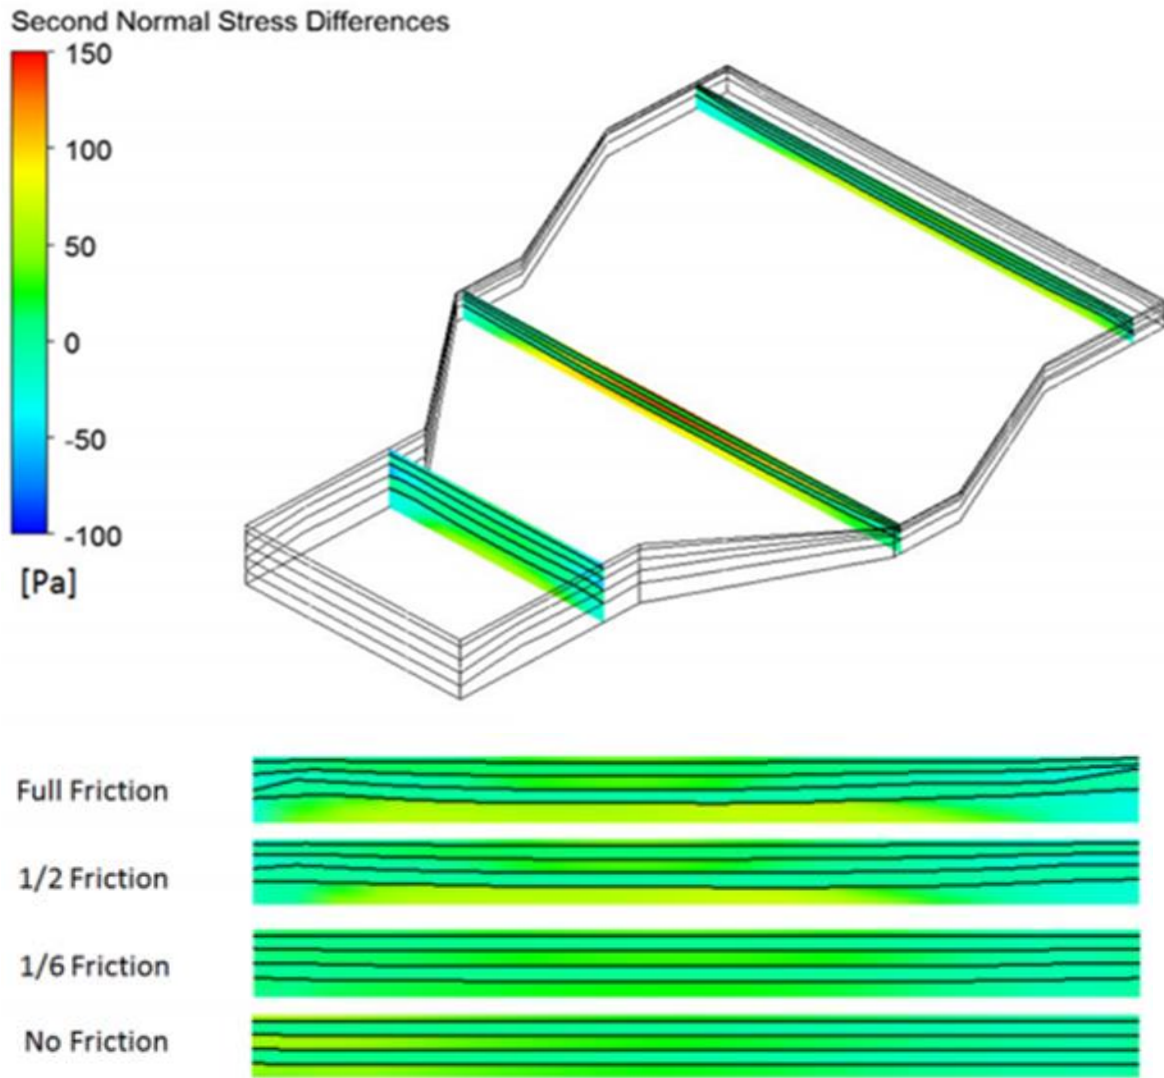 Second Normal Stress Differences
150
100
50
0
-50
-100
[Pa]
Full Friction
1/2 Friction
1/6 Friction
No Friction